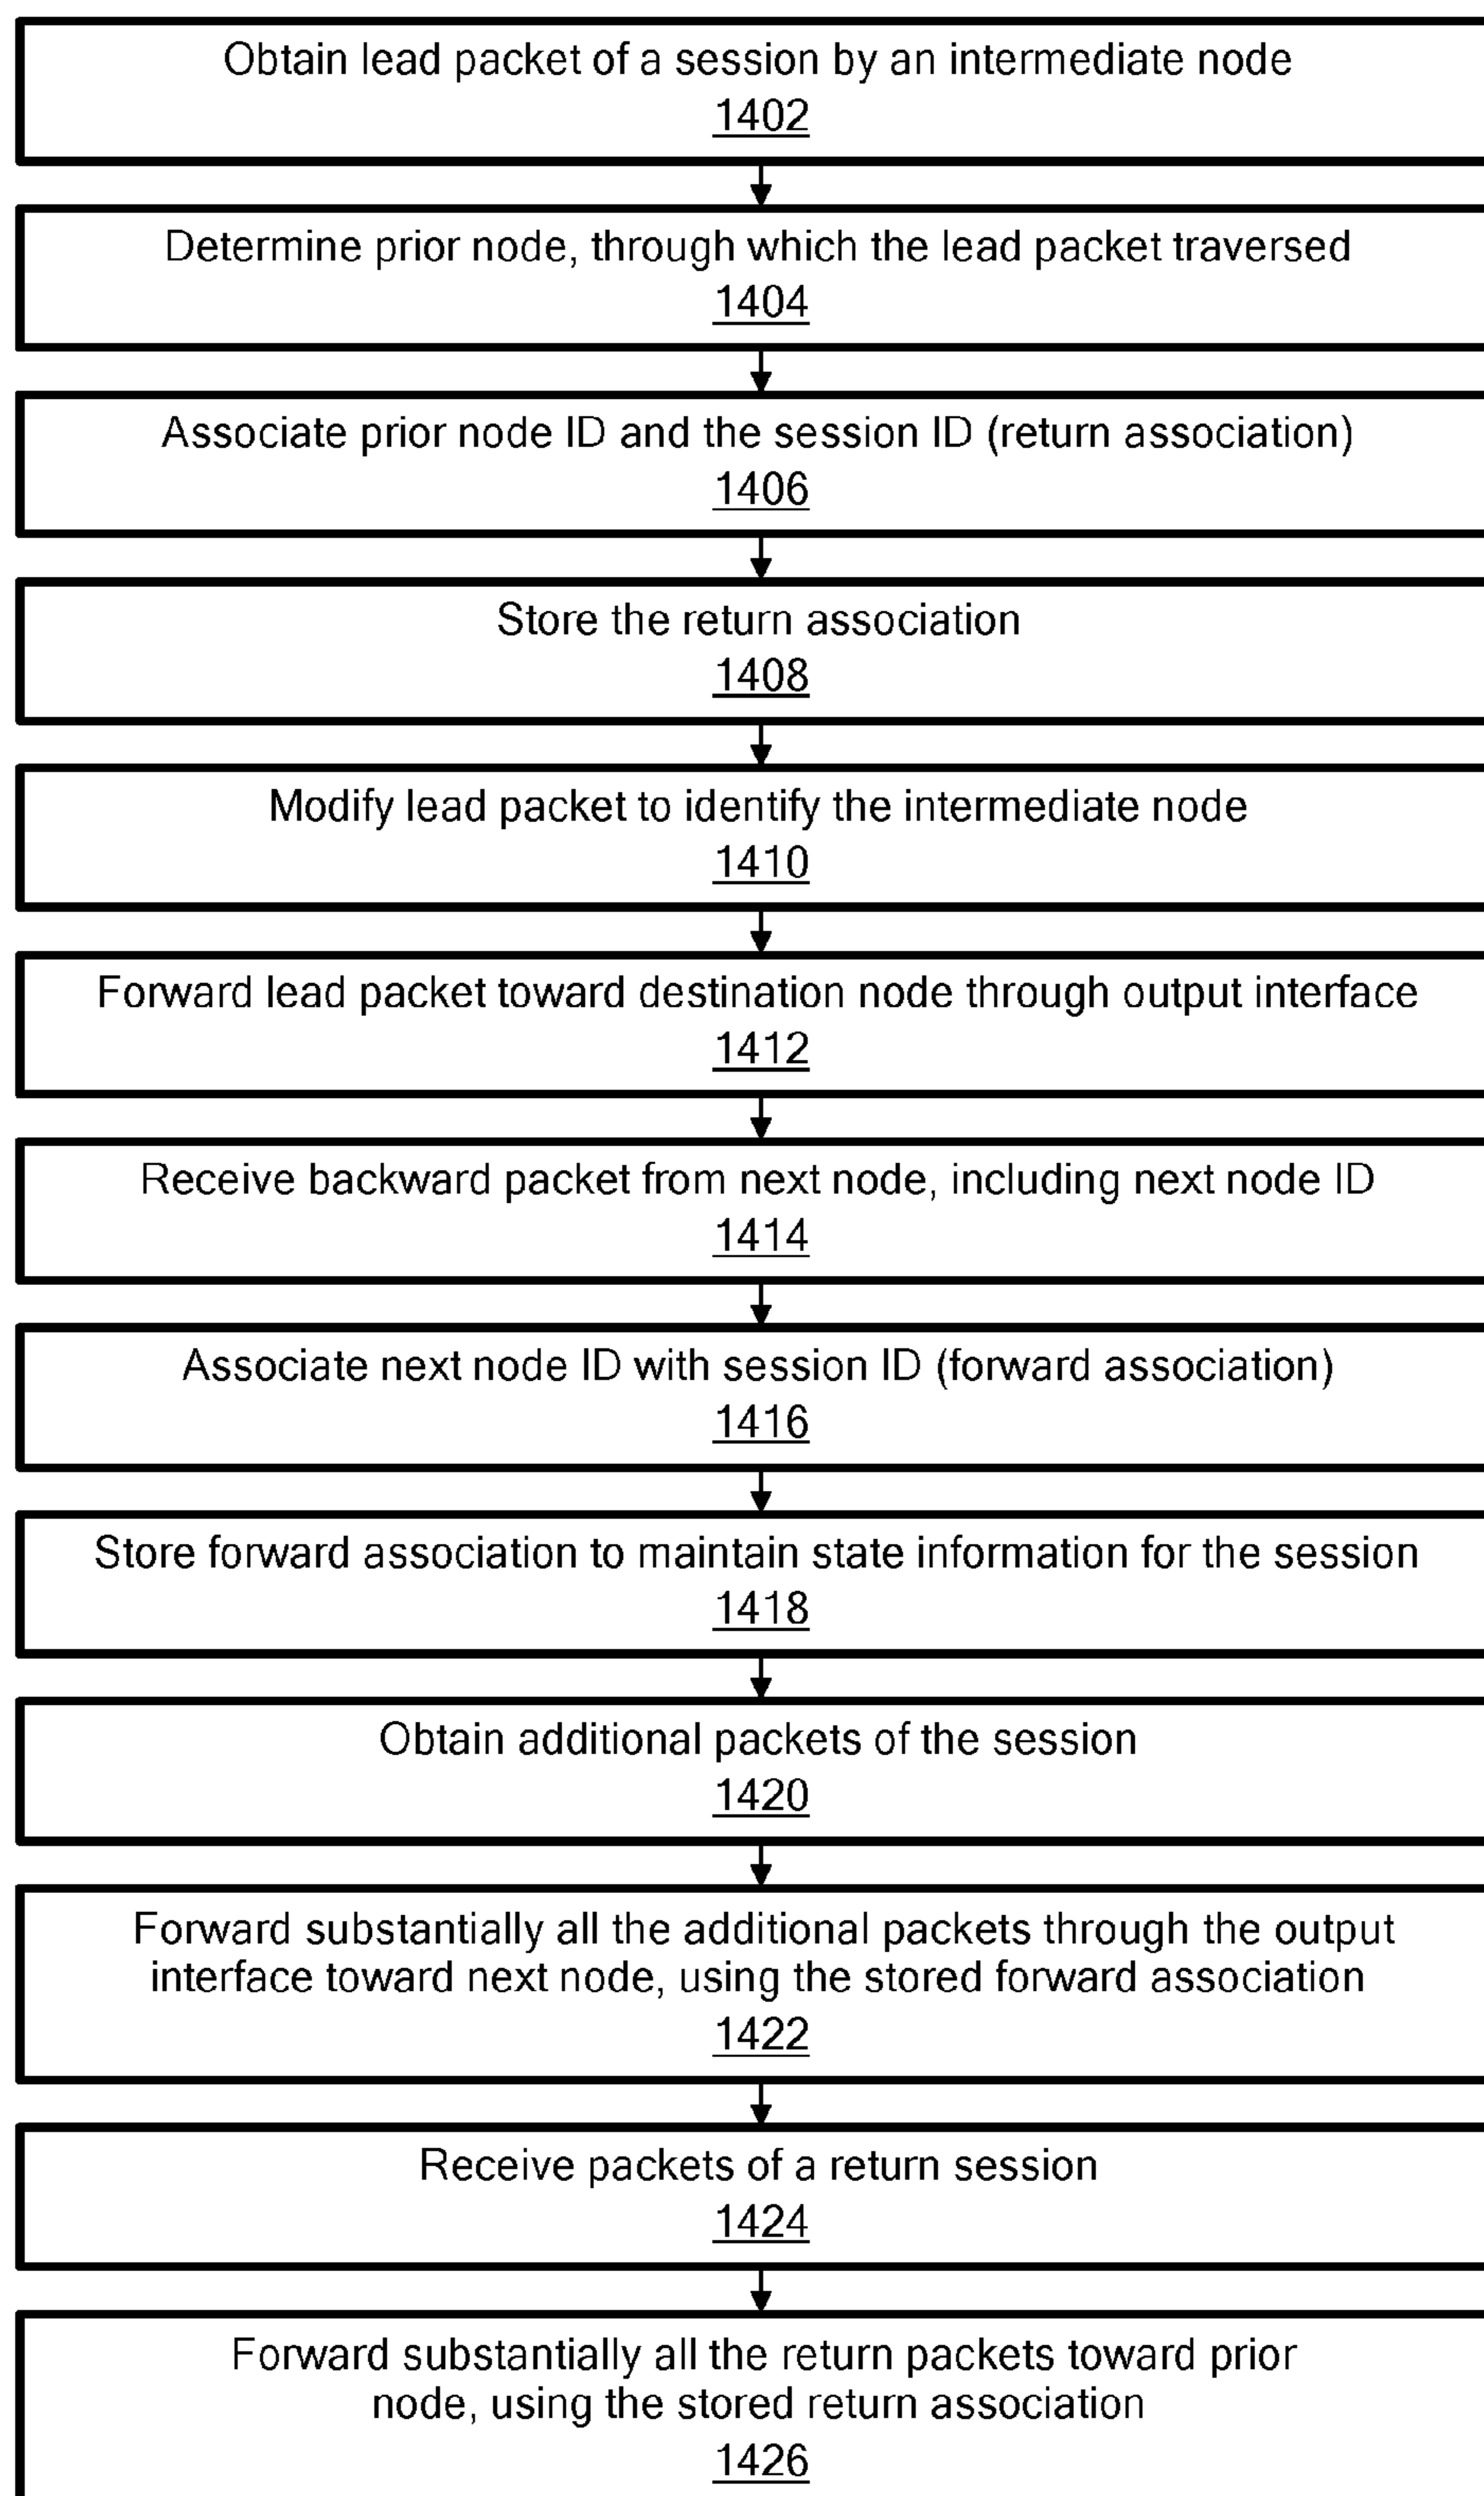 Obtain lead packet of a session by an intermediate node
1402
Determine prior node, through which the lead packet traversed
1404
Associate prior node ID and the session ID (return association)
1406
Store the return association
1408
Modify lead packet to identify the intermediate node
1410
Forward lead packet toward destination node through output interface
1412
Receive backward packet from next node, including next node ID
1414
Associate next node ID with session ID (forward association)
1416
Store forward association to maintain state information for the session
1418
Obtain additional packets of the session
1420
Forward substantially all the additional packets through the output
interface toward next node, using the stored forward association
1422
Receive packets of a return session
1424
Forward substantially all the return packets toward prior
node, using the stored return association
1426